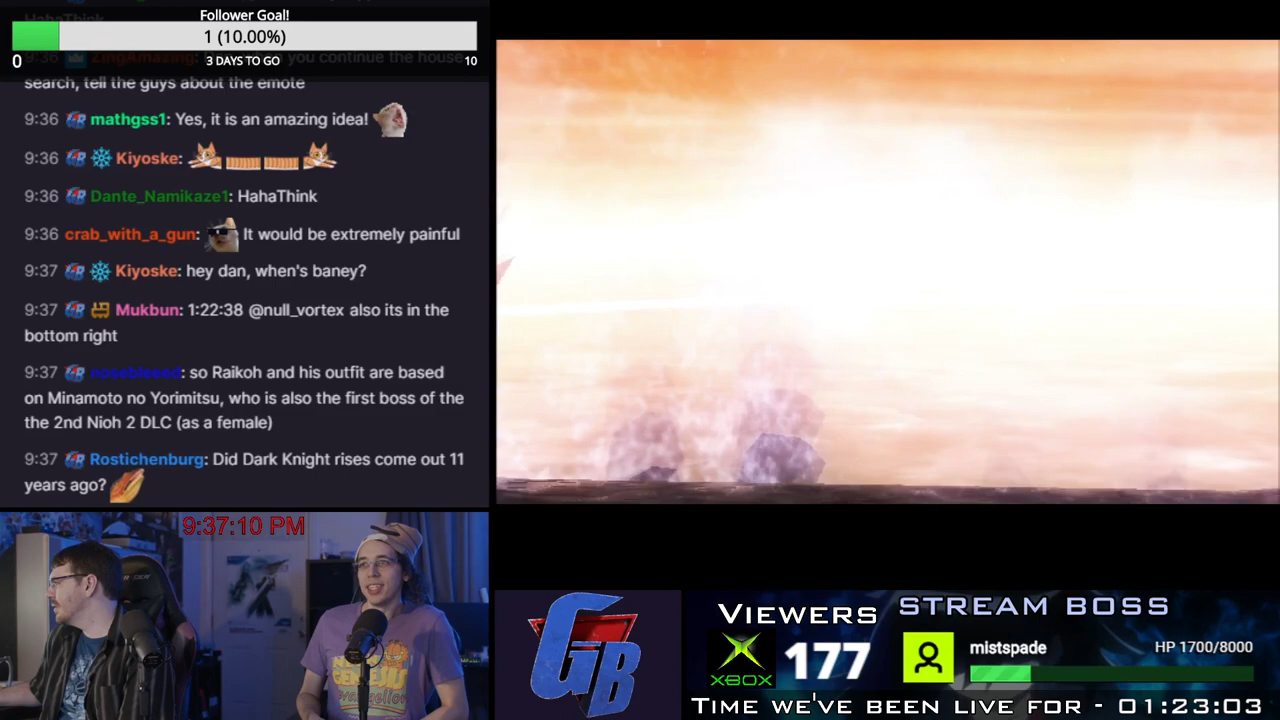 Follower Goal!
1 (10.00%)
0 3 DAYS TO GO 10
you continue the house
search, tell the guys about the emote
9:36 mathgss1: Yes, it is an amazing idea!
9:36 Kiyoske:
9:36 Dante_Namikaze1: HahaThink
9:36 crab_with_a_gun: It would be extremely painful
9:37 Kiyoske: hey dan, when's baney?
9:37 Mukbun: 1:22:38 @null_vortex also its in the
bottom right
9:37 nosebleeed: so Raikoh and his outfit are based
on Minamoto no Yorimitsu, who is also the first boss of the
the 2nd Nioh 2 DLC (as a female)
9:37 Rostichenburg: Did Dark Knight rises come out 11
years ago?
9:37:10 PM
GB
VIEWERS
XBOX
177
STREAM BOSS
mistspade HP 1700/8000
TIME WE'VE BEEN LIVE FOR - 01:23:03